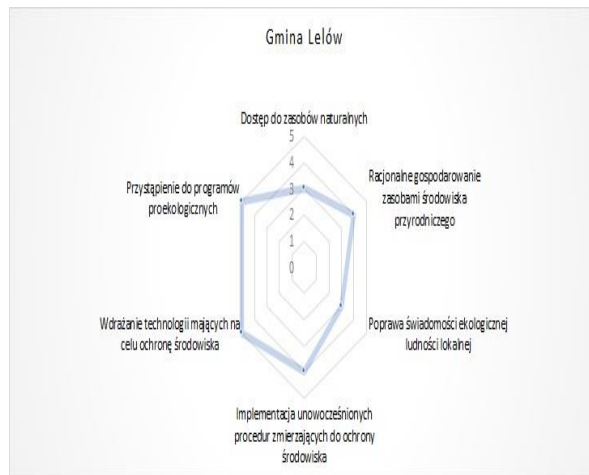 Gmina Lelów
Dostęp do zasobów naturalnych
5
4
3
2
1
0
Racjonalne gospodarowanie
zasobami środowiska
przyrodniczego
Poprawa świadomości ekologicznej
ludności lokalnej
Implementacja unowocześnionych
procedur zmierzających do ochrony
środowiska
Wdrażanie technologii mających na
celu ochronę środowiska
Przystąpienie do programów
proekologicznych